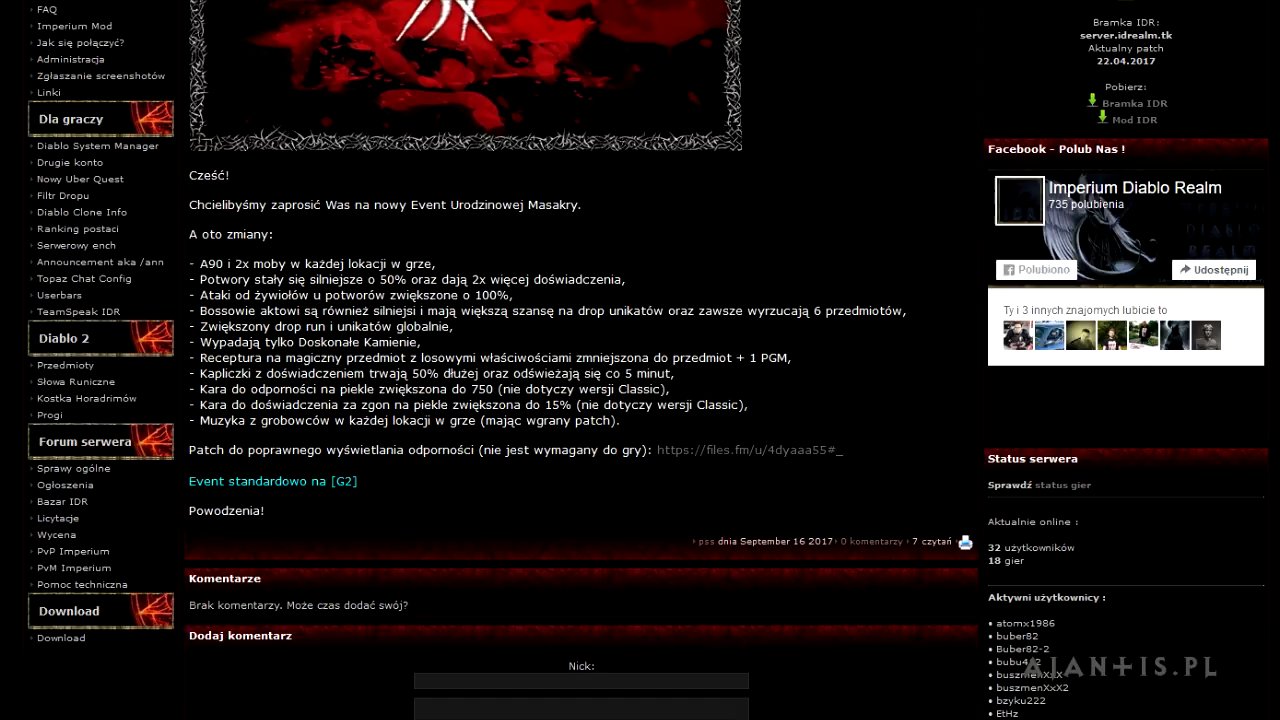 FAQ
Imperium Mod
Jak się połączyć?
Administracja
Zgłaszanie screenshotów
Linki
Dla graczy
Diablo System Manager
Drugie konto
Nowy Uber Quest
Filtr Dropu
Diablo Clone Info
Ranking postaci
Serwerowy ench
Announcement aka /ann
Topaz Chat Config
Userbars
TeamSpeak IDR
Diablo 2
Przedmioty
Słowa Runiczne
Kostka Horadrimów
Progi
Forum serwera
Sprawy ogólne
Ogłoszenia
Bazar IDR
Licytacje
Wycena
PvP Imperium
PvM Imperium
Pomoc techniczna
Download
Download
Cześć!
Chcielibyśmy zaprosić Was na nowy Event Urodzinowej Masakry.
A oto zmiany:
- A90 i 2x moby w każdej lokacji w grze,
- Potwory stały się silniejsze o 50% oraz dają 2x więcej doświadczenia,
- Ataki od żywiołów u potworów zwiększone o 100%,
- Bossowie aktowi są również silniejsi i mają większą szansę na drop unikatów oraz zawsze wyrzucają 6 przedmiotów,
- Zwiększony drop run i unikatów globalnie,
- Wypadają tylko Doskonałe Kamienie,
- Receptura na magiczny przedmiot z losowymi właściwościami zmniejszona do przedmiot + 1 PGM,
- Kapliczki z doświadczeniem trwają 50% dłużej oraz odświeżają się co 5 minut,
- Kara do odporności na piekle zwiększona do 750 (nie dotyczy wersji Classic),
- Kara do doświadczenia za zgon na piekle zwiększona do 15% (nie dotyczy wersji Classic),
- Muzyka z grobowców w każdej lokacji w grze (mając wgrany patch).
Patch do poprawnego wyświetlania odporności (nie jest wymagany do gry): https://files.fm/u/4dyaaa55#_
Event standardowo na [G2]
Powodzenia!
pss dnia September 16 2017 0 komentarzy 7 czytań
Komentarze
Brak komentarzy. Może czas dodać swój?
Dodaj komentarz
Nick:
Bramka IDR:
server.idrealm.tk
Aktualny patch
22.04.2017
Pobierz:
Bramka IDR
Mod IDR
Facebook - Polub Nas !
Imperium Diablo Realm
735 polubienia
Polubiono
Udostępnij
Ty i 3 innych znajomych lubicie to
Status serwera
Sprawdź status gier
Aktualnie online :
32 użytkowników
18 gier
Aktywni użytkownicy :
• atomx1986
• buber82
• Buber82-2
• buszmenXxX2
• bzyku222
• EtHz
AJANTIS.PL